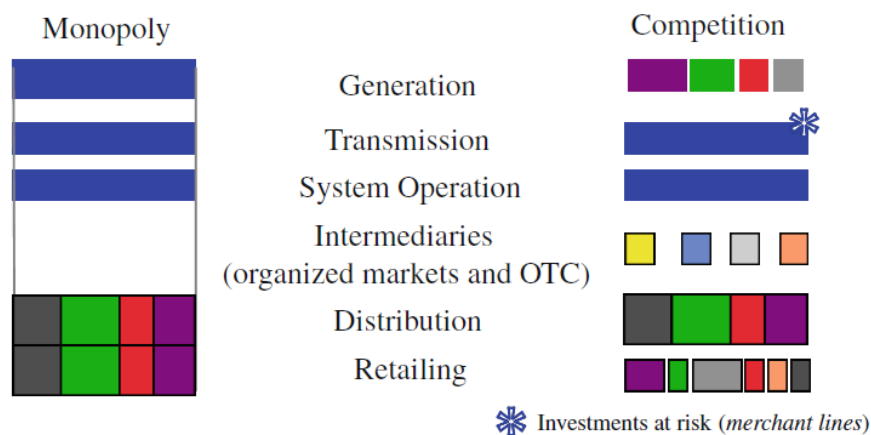 Monopoly
Competition
Generation
Transmission
System Operation
Intermediaries
(organized markets and OTC)
Distribution
Retailing
Investments at risk (merchant lines)